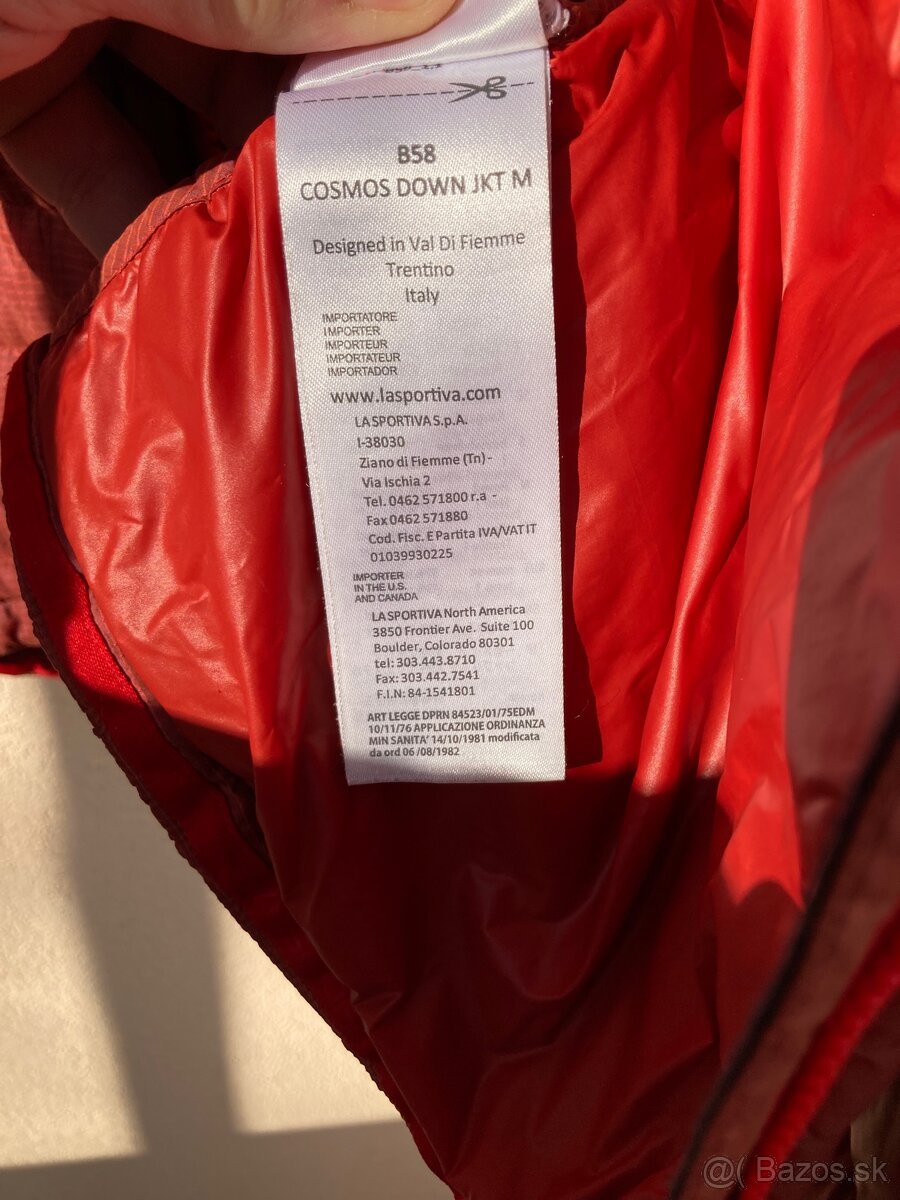 B58
COSMOS DOWN JKT M
Designed in Val Di Fiemme
Trentino
Italy
IMPORTATORE
IMPORTER
IMPORTEUR
IMPORTATEUR
IMPORTADOR
www.lasportiva.com
LA SPORTIVA S.p.A.
I-38030
Ziano di Fiemme (Tn) -
Via Ischia 2
Tel. 0462 571800 r.a -
Fax 0462 571880
Cod. Fisc. E Partita IVA/VAT IT
01039930225
IMPORTER
IN THE U.S.
AND CANADA
LA SPORTIVA North America
3850 Frontier Ave. Suite 100
Boulder, Colorado 80301
tel: 303.443.8710
Fax: 303.442.7541
F.I.N: 84-1541801
ART LEGGE DPRN 84523/01/75EDM
10/11/76 APPLICAZIONE ORDINANZA
MIN SANITA' 14/10/1981 modificata
da ord 06 /08/1982
@( Bazos.sk